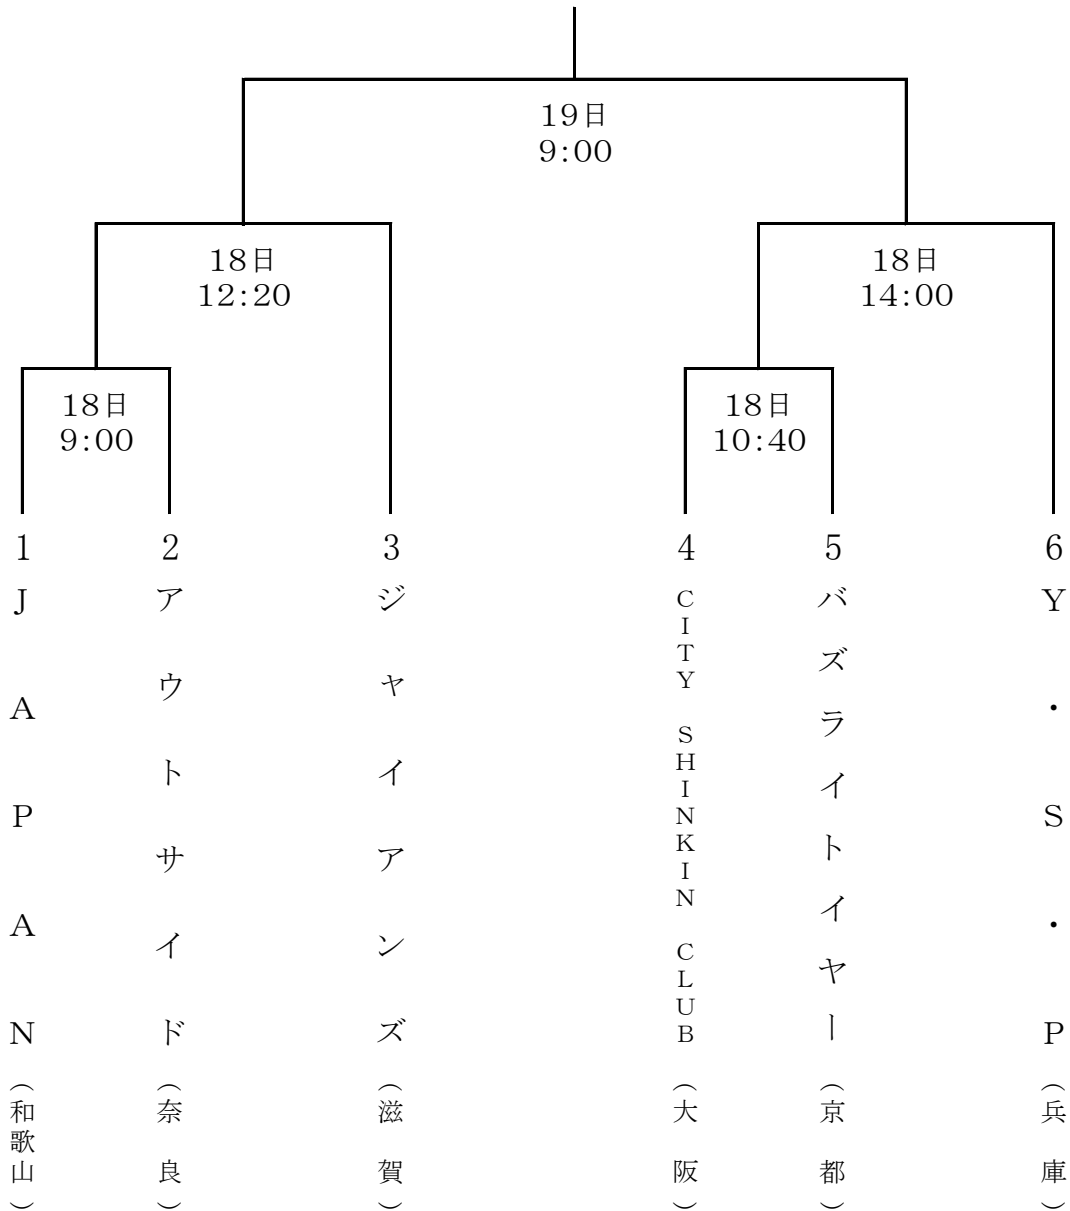 19日
9:00
18日
12:20
18日
14:00
18日
9:00
18日
10:40
1
JAPAN(和歌山)
2
アウトサイド(奈良)
3
ジャイアンズ(滋賀)
4
CITY SHINKIN CLUB(大阪)
5
バズライトイヤー(京都)
6
Y・S・P(兵庫)